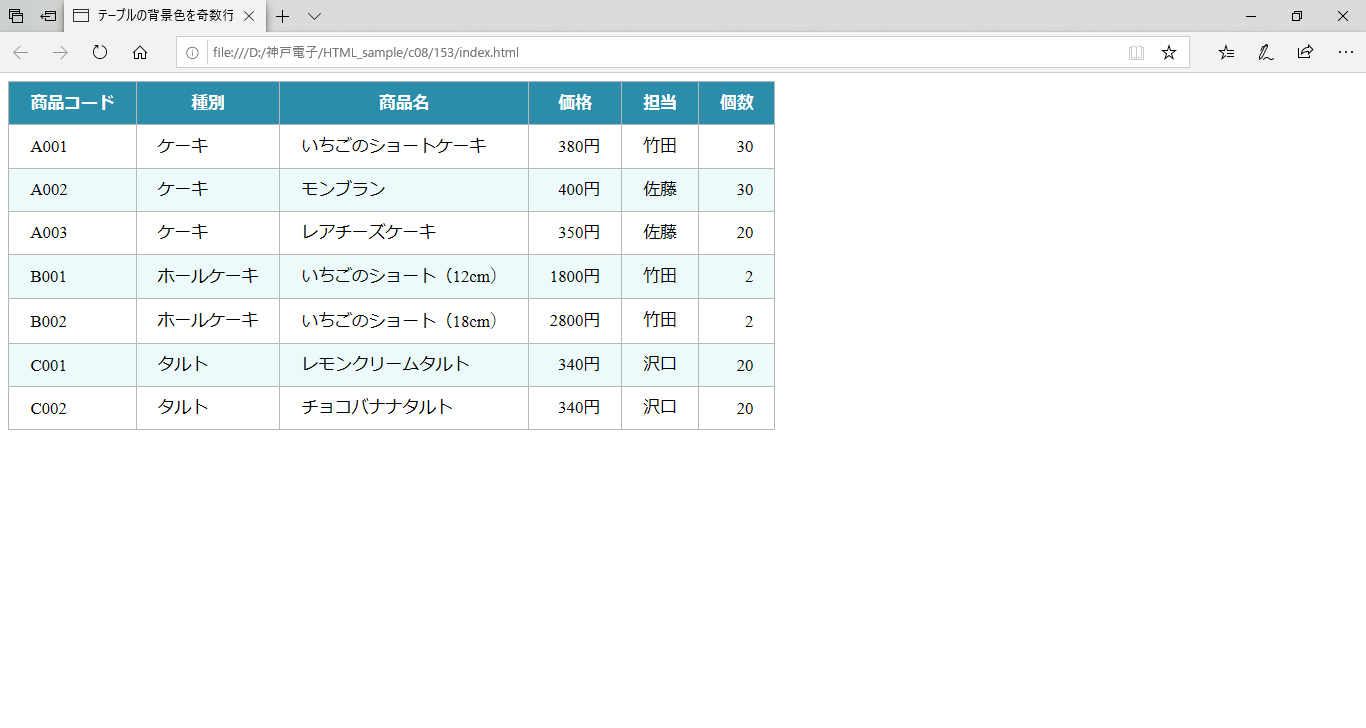 テーブルの背景色を奇数行
file:///D:/神戸電子/HTML_sample/c08/153/index.html
商品コード 種別 商品名 価格 担当 個数
A001 ケーキ いちごのショートケーキ 380円 竹田 30
A002 ケーキ モンブラン 400円 佐藤 30
A003 ケーキ レアチーズケーキ 350円 佐藤 20
B001 ホールケーキ いちごのショート（12cm） 1800円 竹田 2
B002 ホールケーキ いちごのショート（18cm） 2800円 竹田 2
C001 タルト レモンクリームタルト 340円 沢口 20
C002 タルト チョコバナナタルト 340円 沢口 20